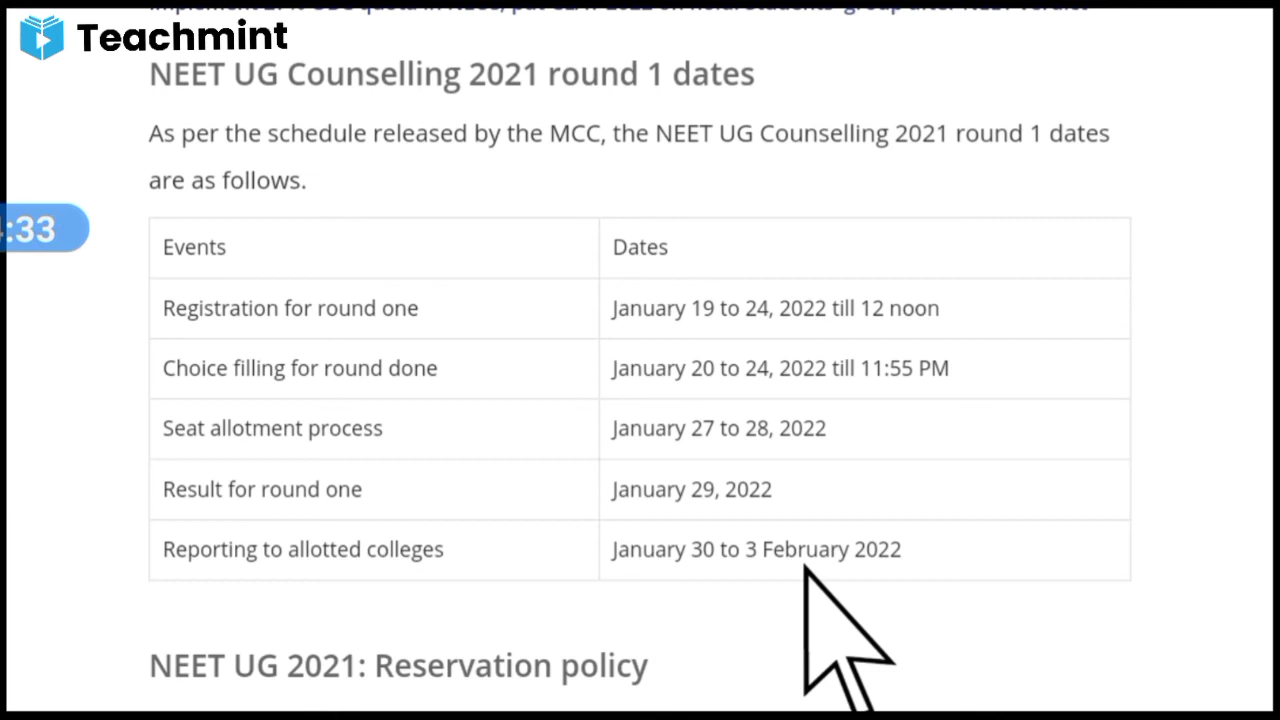 Teachmint
NEET UG Counselling 2021 round 1 dates
As per the schedule released by the MCC, the NEET UG Counselling 2021 round 1 dates
are as follows.
:33
Events Dates
Registration for round one January 19 to 24, 2022 till 12 noon
Choice filling for round done January 20 to 24, 2022 till 11:55 PM
Seat allotment process January 27 to 28, 2022
Result for round one January 29, 2022
Reporting to allotted colleges January 30 to 3 February 2022
NEET UG 2021: Reservation policy